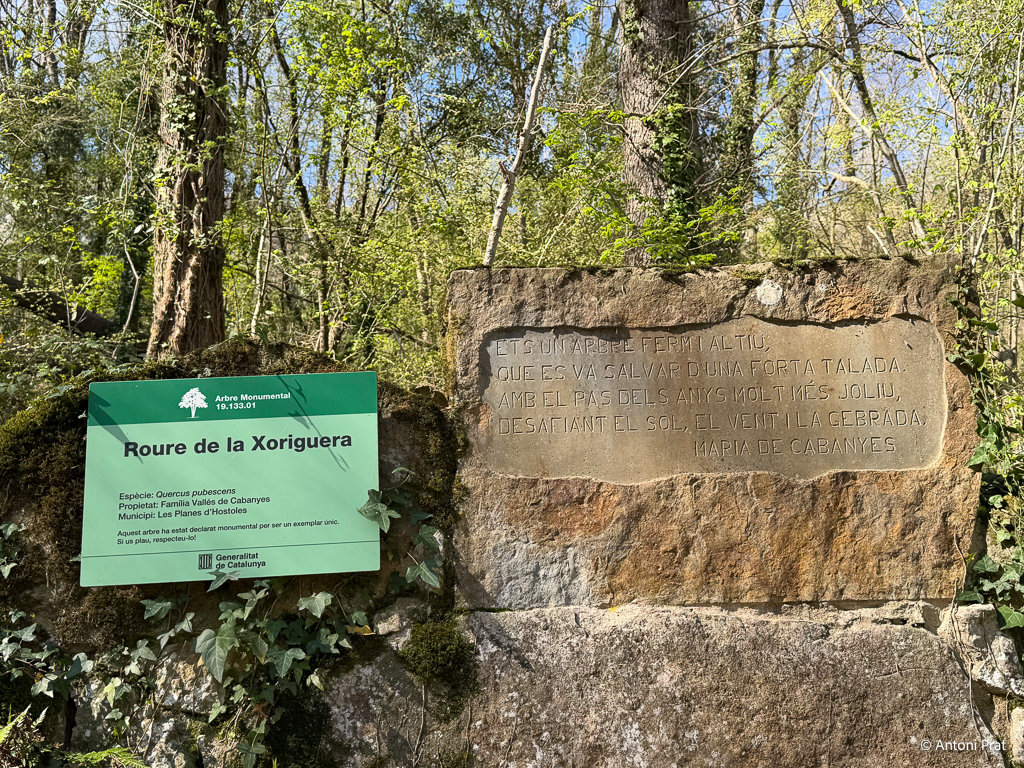 Arbre Monumental
19.133.01
Roure de la Xoriguera
Espècie: Quercus pubescens
Propietat: Família Vallés de Cabanyes
Municipi: Les Planes d'Hostoles
Aquest arbre ha estat declarat monumental per ser un exemplar únic.
Si us plau, respecteu-lo!
Generalitat
de Catalunya
ETS UN ARBRE FERM I ALTIU,
QUE ES VA SALVAR D'UNA FORTA TALADA.
AMB EL PAS DELS ANYS MOLT MÉS JOLIU,
DESAFIANT EL SOL, EL VENT I LA GEBRADA.
MARIA DE CABANYES
© Antoni Prat